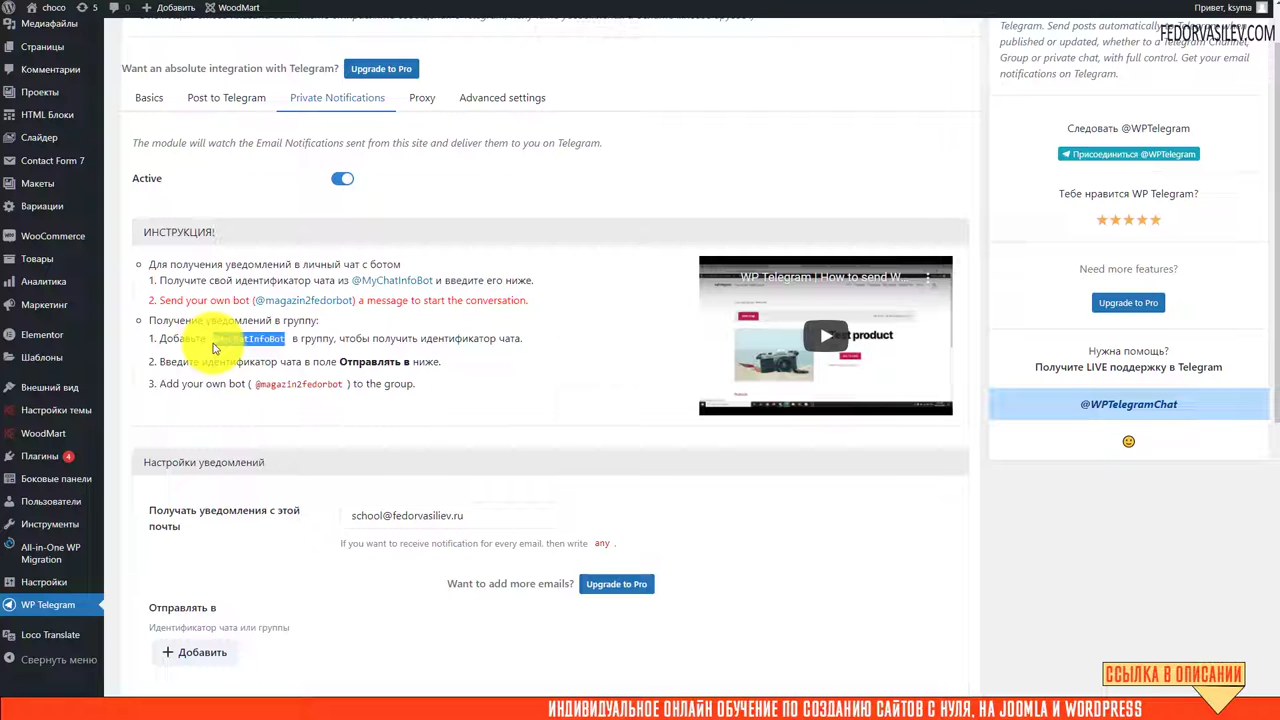 choco 5 0 Добавить WoodMart Привет, ksyma
FEDORVASILEV.COM
Медиафайлы
Страницы
Комментарии
Проекты
HTML Блоки
Слайдер
Contact Form 7
Макеты
Вариации
WooCommerce
Товары
Аналитика
Маркетинг
Elementor
Шаблоны
Внешний вид
Настройки темы
WoodMart
Плагины 4
Боковые панели
Пользователи
Инструменты
All-in-One WP
Migration
Настройки
WP Telegram
Loco Translate
Свернуть меню
Want an absolute integration with Telegram? Upgrade to Pro
Basics Post to Telegram Private Notifications Proxy Advanced settings
The module will watch the Email Notifications sent from this site and deliver them to you on Telegram.
Active
ИНСТРУКЦИЯ!
Для получения уведомлений в личный чат с ботом
1. Получите свой идентификатор чата из @MyChatInfoBot и введите его ниже.
2. Send your own bot (@magazin2fedorbot) a message to start the conversation.
Получение уведомлений в группу:
1. Добавьте @MyChatInfoBot в группу, чтобы получить идентификатор чата.
2. Введите идентификатор чата в поле Отправлять в ниже.
3. Add your own bot ( @magazin2fedorbot ) to the group.
WP Telegram | How to send W...
Test product
Настройки уведомлений
Получать уведомления с этой
почты
school@fedorvasiliev.ru
If you want to receive notification for every email, then write any .
Want to add more emails? Upgrade to Pro
Отправлять в
Идентификатор чата или группы
+ Добавить
Telegram. Send posts automatically to Telegram when
published or updated, whether to a Telegram Channel,
Group or private chat, with full control. Get your email
notifications on Telegram.
Следовать @WPTelegram
Присоединиться @WPTelegram
Тебе нравится WP Telegram?
Need more features?
Upgrade to Pro
Нужна помощь?
Получите LIVE поддержку в Telegram
@WPTelegramChat
ССЫЛКА В ОПИСАНИИ
ИНДИВИДУАЛЬНОЕ ОНЛАЙН ОБУЧЕНИЕ ПО СОЗДАНИЮ САЙТОВ С НУЛЯ, НА JOOMLA И WORDPRESS